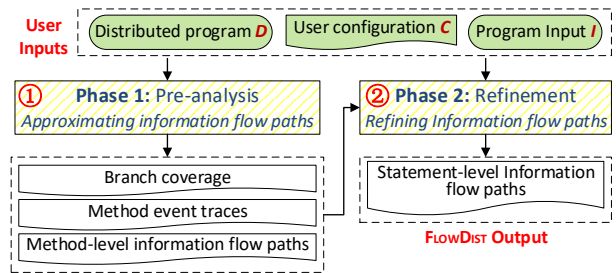 User
Inputs
Distributed program D
User configuration C
Program Input I
① Phase 1: Pre-analysis
Approximating information flow paths
② Phase 2: Refinement
Refining Information flow paths
Branch coverage
Method event traces
Method-level information flow paths
Statement-level Information
flow paths
FLOWDIST Output